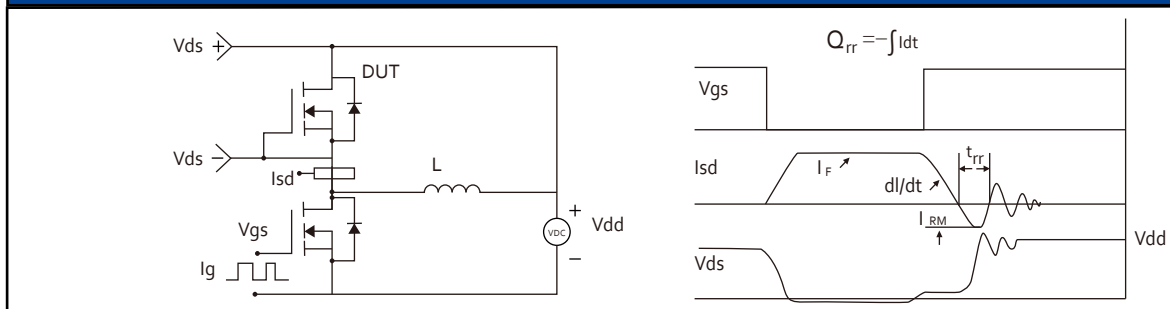 Vds +
DUT
Vds −
Isd
L
Vgs
+
VDC
Vdd
−
Ig
Qrr =−∫Idt
Vgs
Isd
IF
trr
dI/dt
IRM
Vdd
Vds